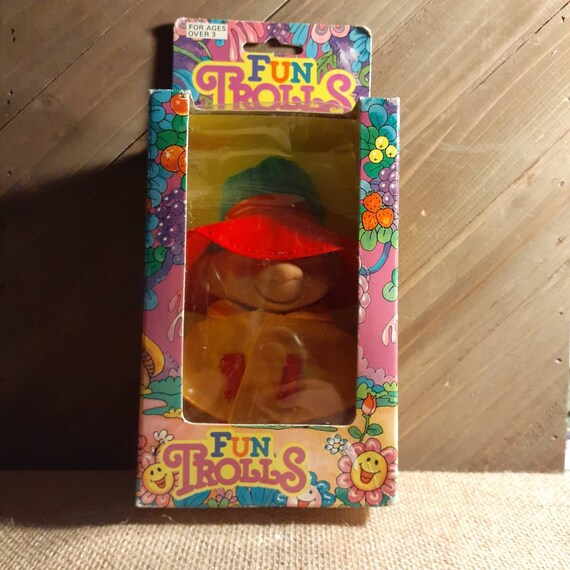 FOR AGES
OVER 3
FUN
TROLLS
FUN
TROLLS